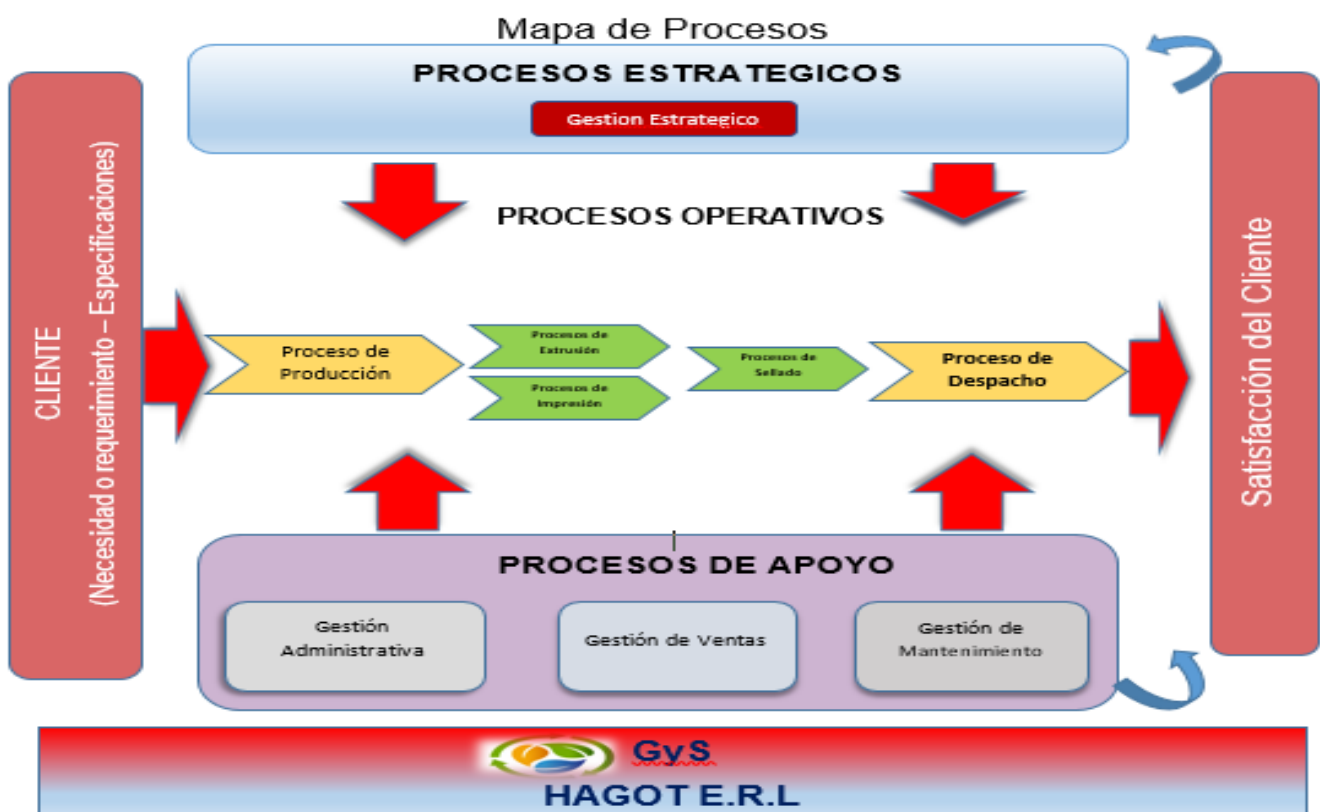 Mapa de Procesos
PROCESOS ESTRATEGICOS
Gestion Estrategico
CLIENTE
(Necesidad o requerimiento – Especificaciones)
PROCESOS OPERATIVOS
Proceso de
Producción
Procesos de
Extrusión
Procesos de
Impresión
Procesos de
Sellado
Proceso de
Despacho
Satisfacción del Cliente
PROCESOS DE APOYO
Gestión
Administrativa
Gestión de Ventas
Gestión de
Mantenimiento
GyS
HAGOT E.R.L